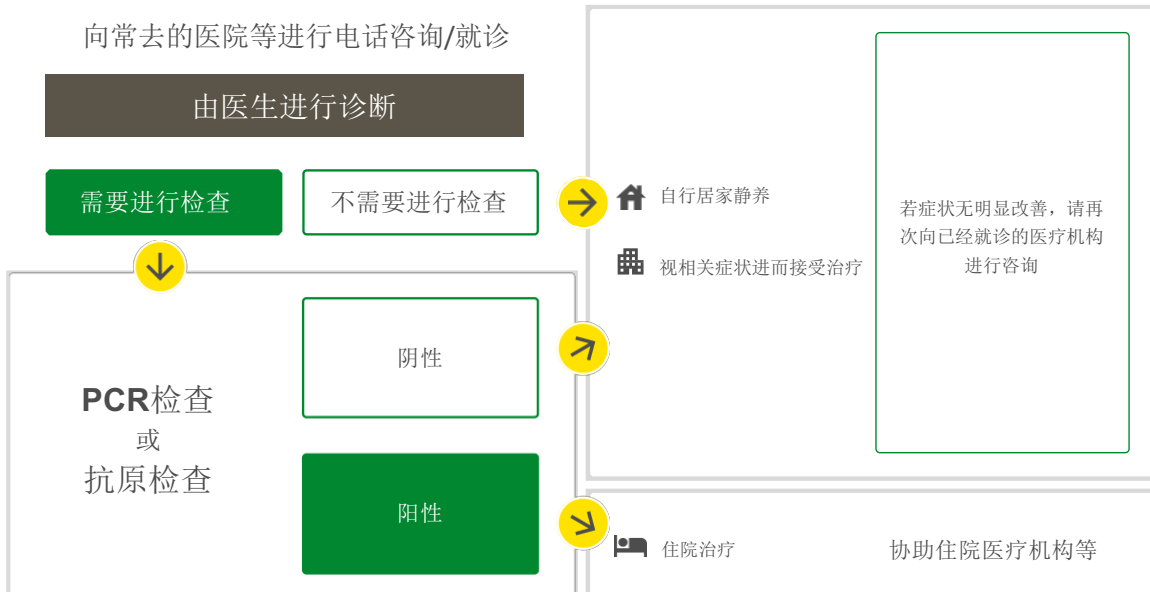 向常去的医院等进行电话咨询/就诊
由医生进行诊断
需要进行检查
不需要进行检查
自行居家静养
视相关症状进而接受治疗
若症状无明显改善，请再
次向已经就诊的医疗机构
进行咨询
PCR检查
或
抗原检查
阴性
阳性
住院治疗
协助住院医疗机构等